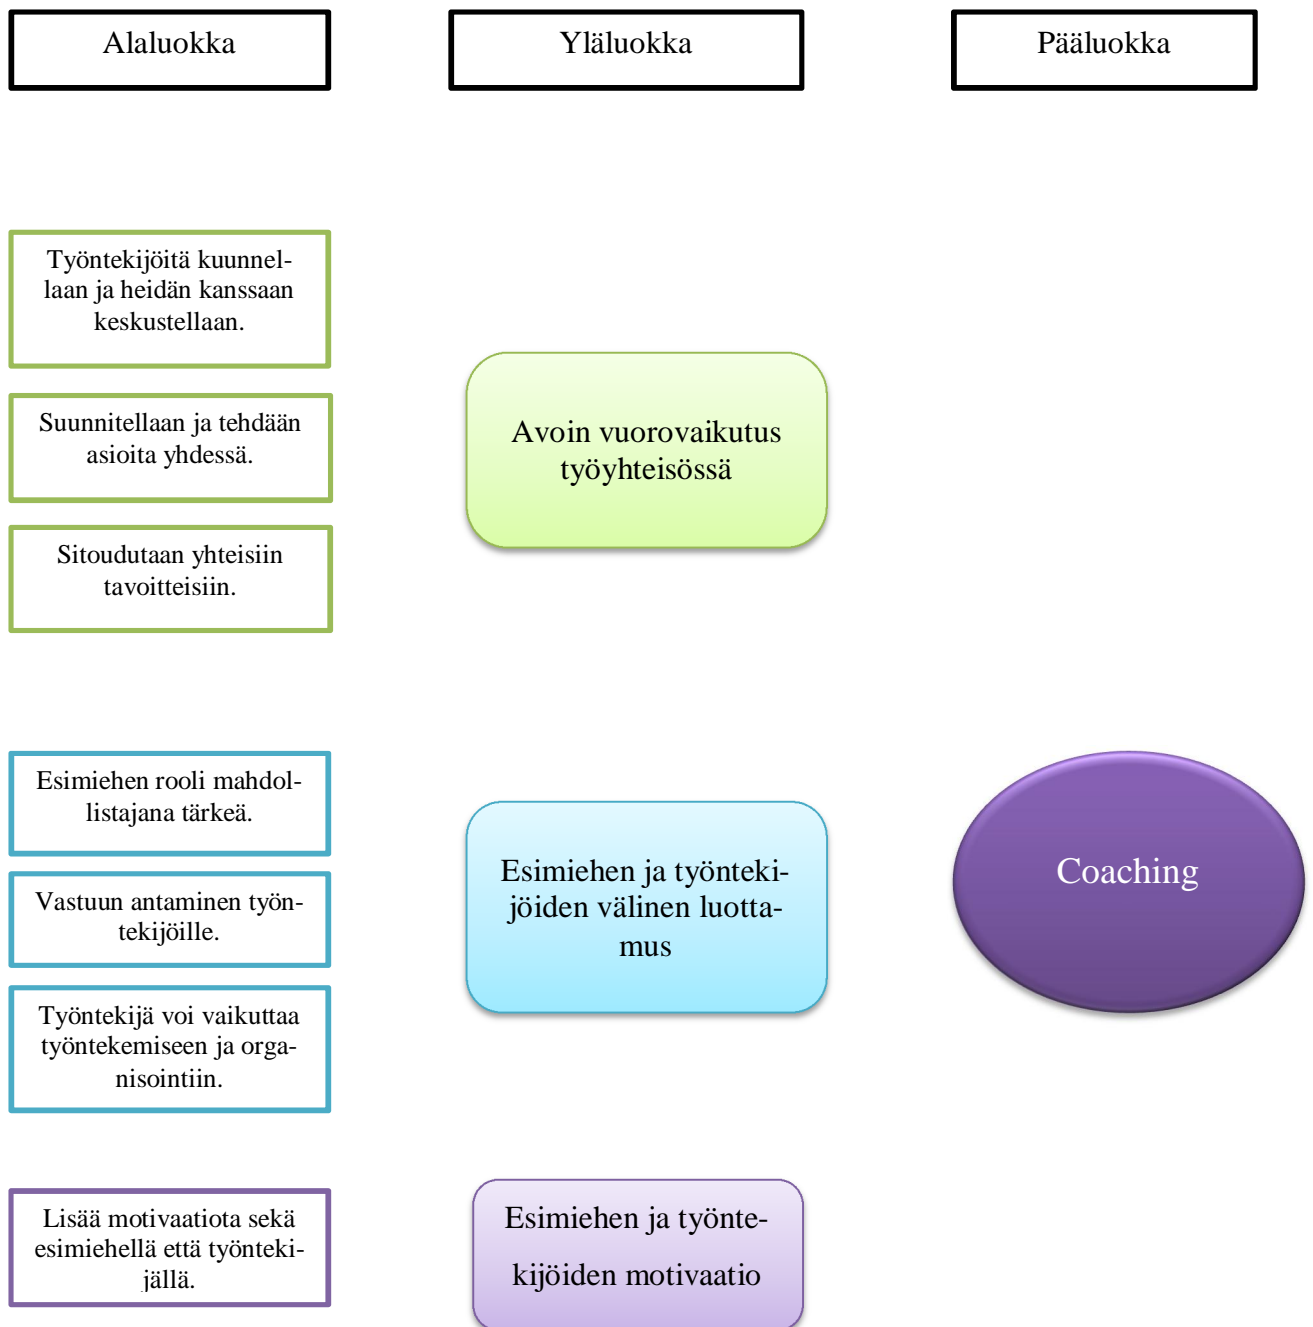 Alaluokka
Yläluokka
Pääluokka
Työntekijöitä kuunnel-
laan ja heidän kanssaan
keskustellaan.
Suunnitellaan ja tehdään
asioita yhdessä.
Sitoudutaan yhteisiin
tavoitteisiin.
Avoin vuorovaikutus
työyhteisössä
Esimiehen rooli mahdol-
listajana tärkeä.
Vastuun antaminen työn-
tekijöille.
Työntekijä voi vaikuttaa
työntekemiseen ja orga-
nisointiin.
Esimiehen ja työnteki-
jöiden välinen luotta-
mus
Coaching
Lisää motivaatiota sekä
esimiehellä että työnteki-
jällä.
Esimiehen ja työnte-
kijöiden motivaatio